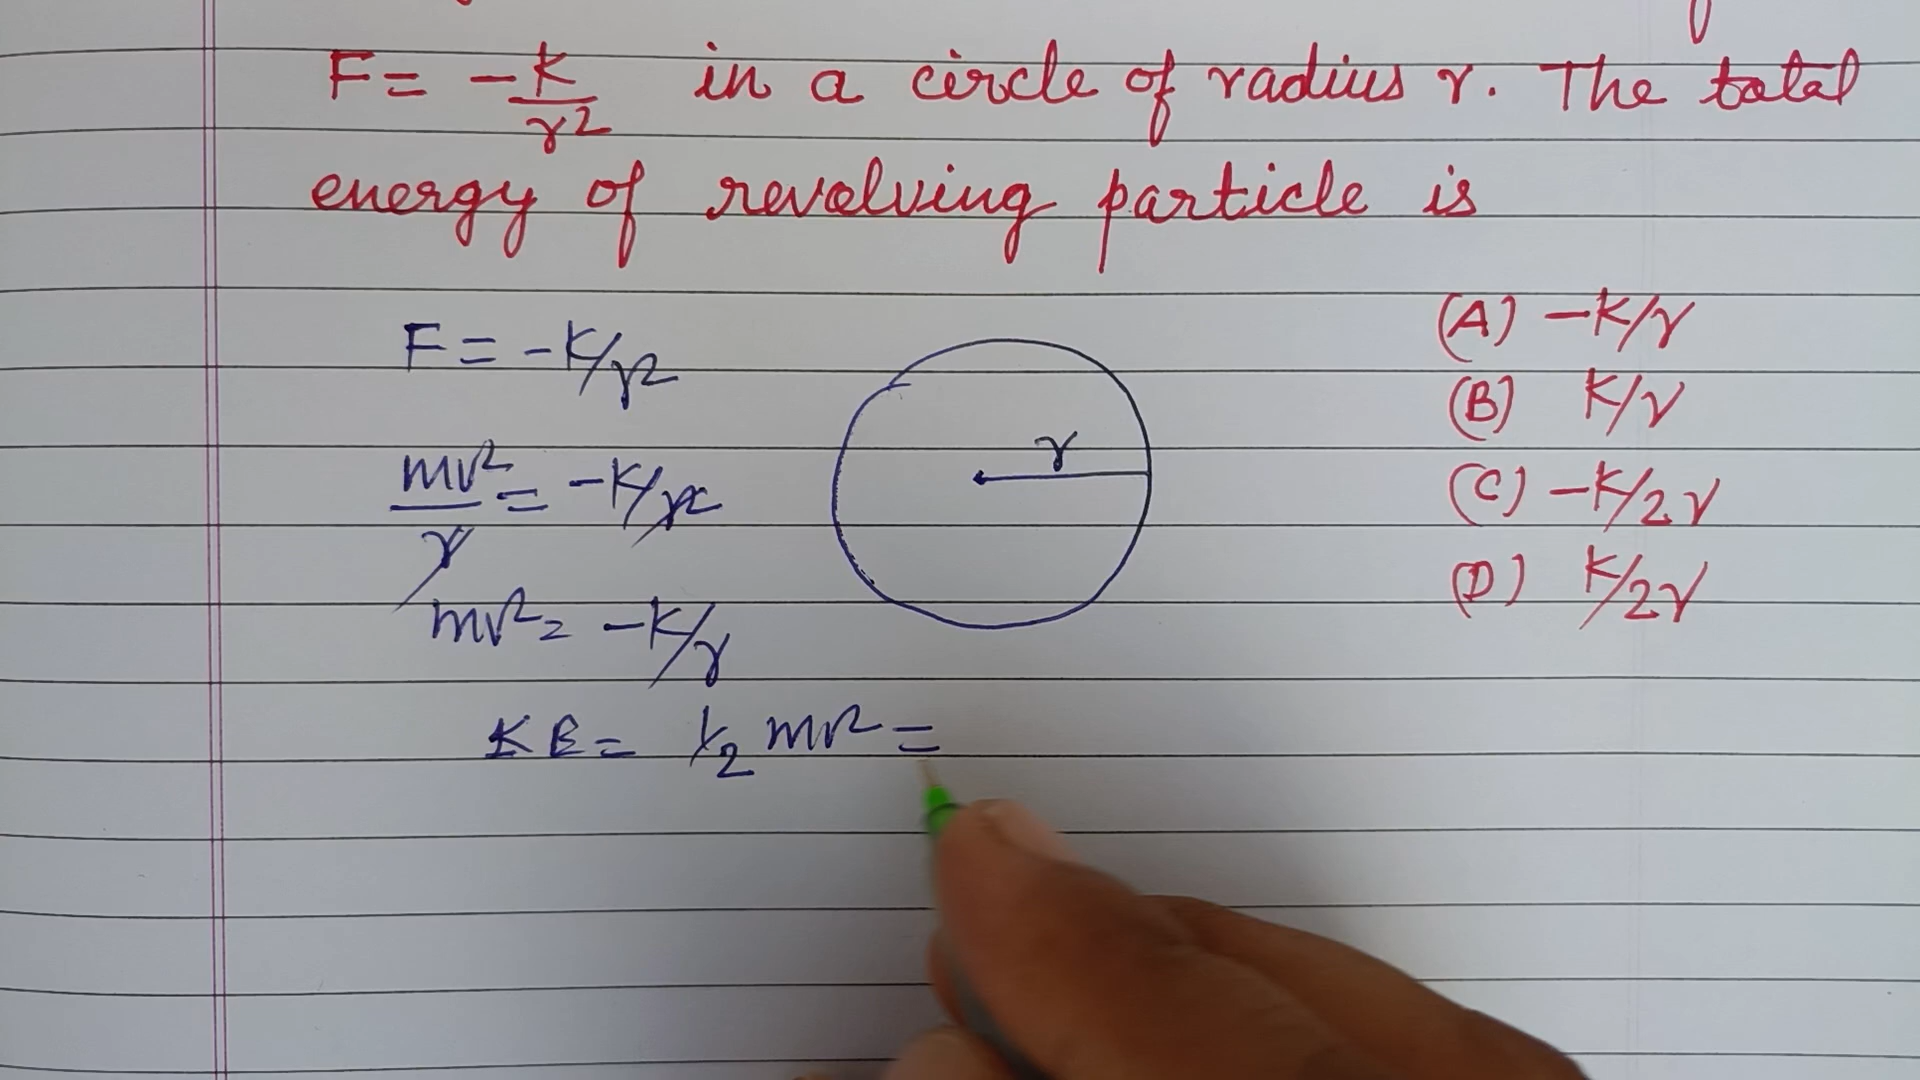 F = -K/r² in a circle of radius r. The total
energy of revolving particle is
F = -K/r²
mv²/r = -K/r²
mv² = -K/r
KE = 1/2 mv² =
r
(A) -K/r
(B) K/r
(C) -K/2r
(D) K/2r